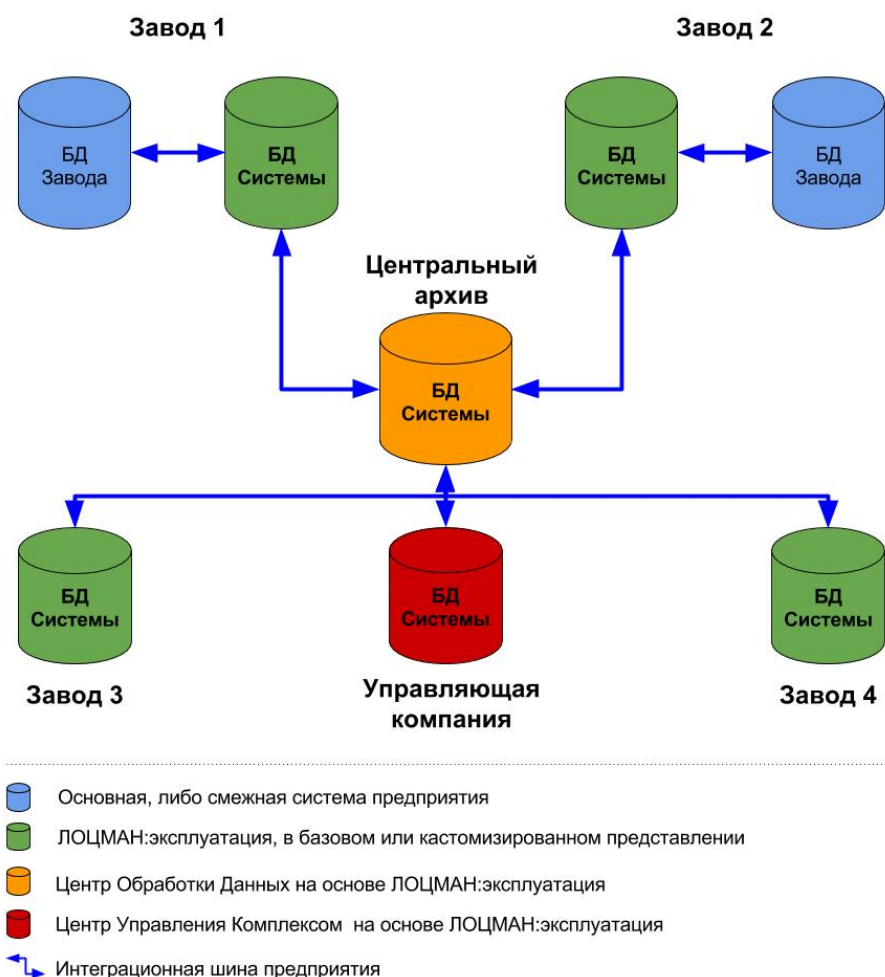 Завод 1
Завод 2
БД
Завода
БД
Системы
БД
Системы
БД
Завода
Центральный
архив
БД
Системы
БД
Системы
БД
Системы
БД
Системы
Завод 3
Управляющая
компания
Завод 4
Основная, либо смежная система предприятия
ЛОЦМАН:эксплуатация, в базовом или кастомизированном представлении
Центр Обработки Данных на основе ЛОЦМАН:эксплуатация
Центр Управления Комплексом на основе ЛОЦМАН:эксплуатация
Интеграционная шина предприятия